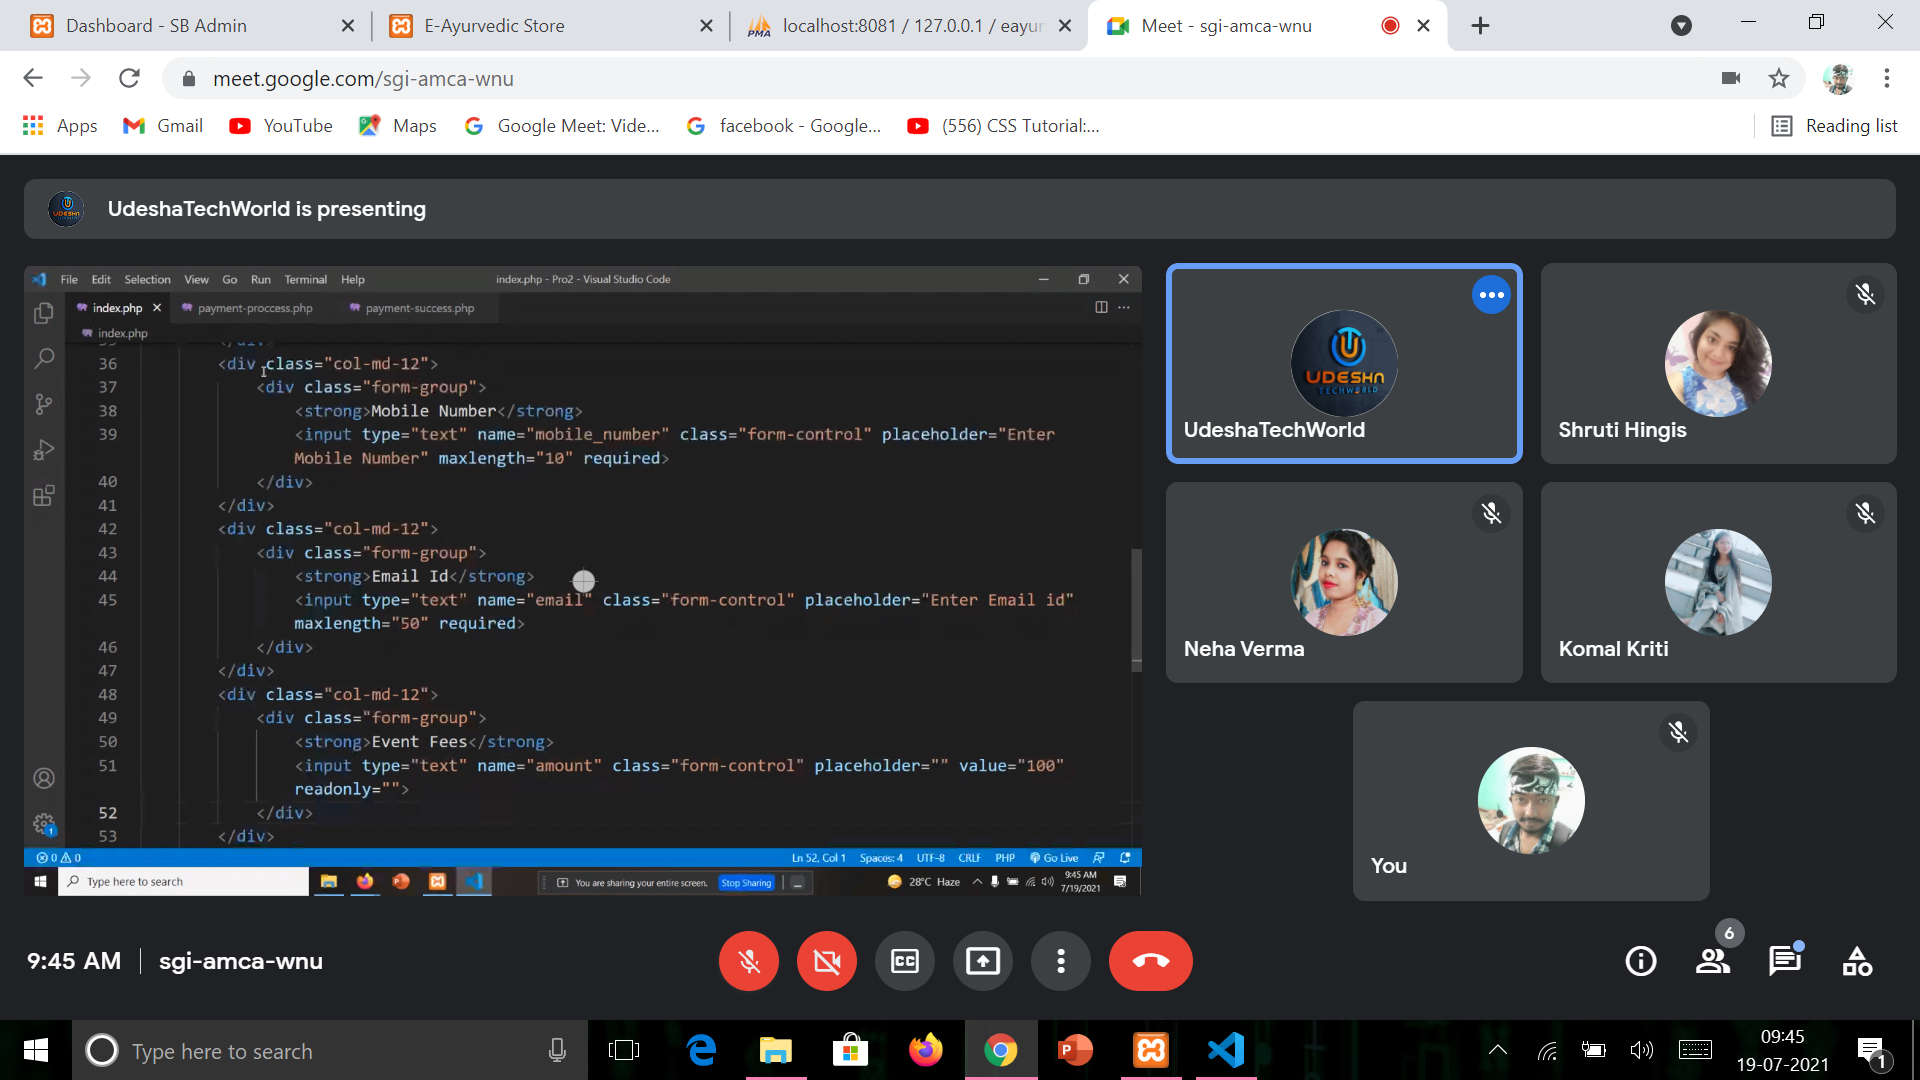 Dashboard - SB Admin
E-Ayurvedic Store
localhost:8081 / 127.0.0.1 / eayur
Meet - sgi-amca-wnu
meet.google.com/sgi-amca-wnu
Apps
Gmail
YouTube
Maps
Google Meet: Vide...
facebook - Google...
(556) CSS Tutorial:...
Reading list
UdeshaTechWorld is presenting
File Edit Selection View Go Run Terminal Help
index.php - Pro2 - Visual Studio Code
index.php
payment-proccess.php
payment-success.php
index.php
35 </div>
36 <div class="col-md-12">
37 <div class="form-group">
38 <strong>Mobile Number</strong>
39 <input type="text" name="mobile_number" class="form-control" placeholder="Enter
Mobile Number" maxlength="10" required>
40 </div>
41 </div>
42 <div class="col-md-12">
43 <div class="form-group">
44 <strong>Email Id</strong>
45 <input type="text" name="email" class="form-control" placeholder="Enter Email id"
maxlength="50" required>
46 </div>
47 </div>
48 <div class="col-md-12">
49 <div class="form-group">
50 <strong>Event Fees</strong>
51 <input type="text" name="amount" class="form-control" placeholder="" value="100"
readonly="">
52 </div>
53 </div>
1
0 0
Ln 52, Col 1 Spaces: 4 UTF-8 CRLF PHP Go Live
Type here to search
You are sharing your entire screen. Stop Sharing
28°C Haze
9:45 AM
7/19/2021
UDESHA
TECHWORLD
UdeshaTechWorld
Shruti Hingis
Neha Verma
Komal Kriti
You
9:45 AM
sgi-amca-wnu
CC
6
Type here to search
09:45
19-07-2021
1